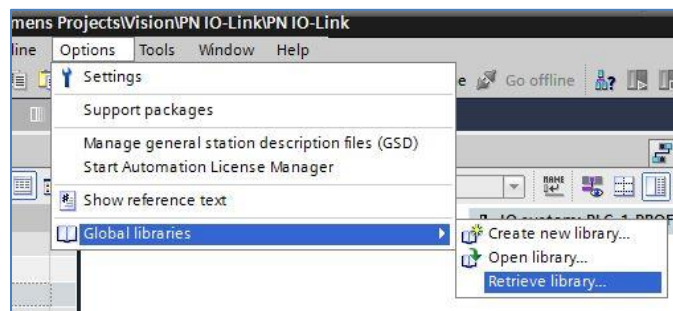 mens Projects\Vision\PN IO-Link\PN IO-Link
line Options Tools Window Help
Settings
e Go offline
Support packages
Manage general station description files (GSD)
Start Automation License Manager
NAME
Show reference text
Global libraries
Create new library...
Open library...
Retrieve library...